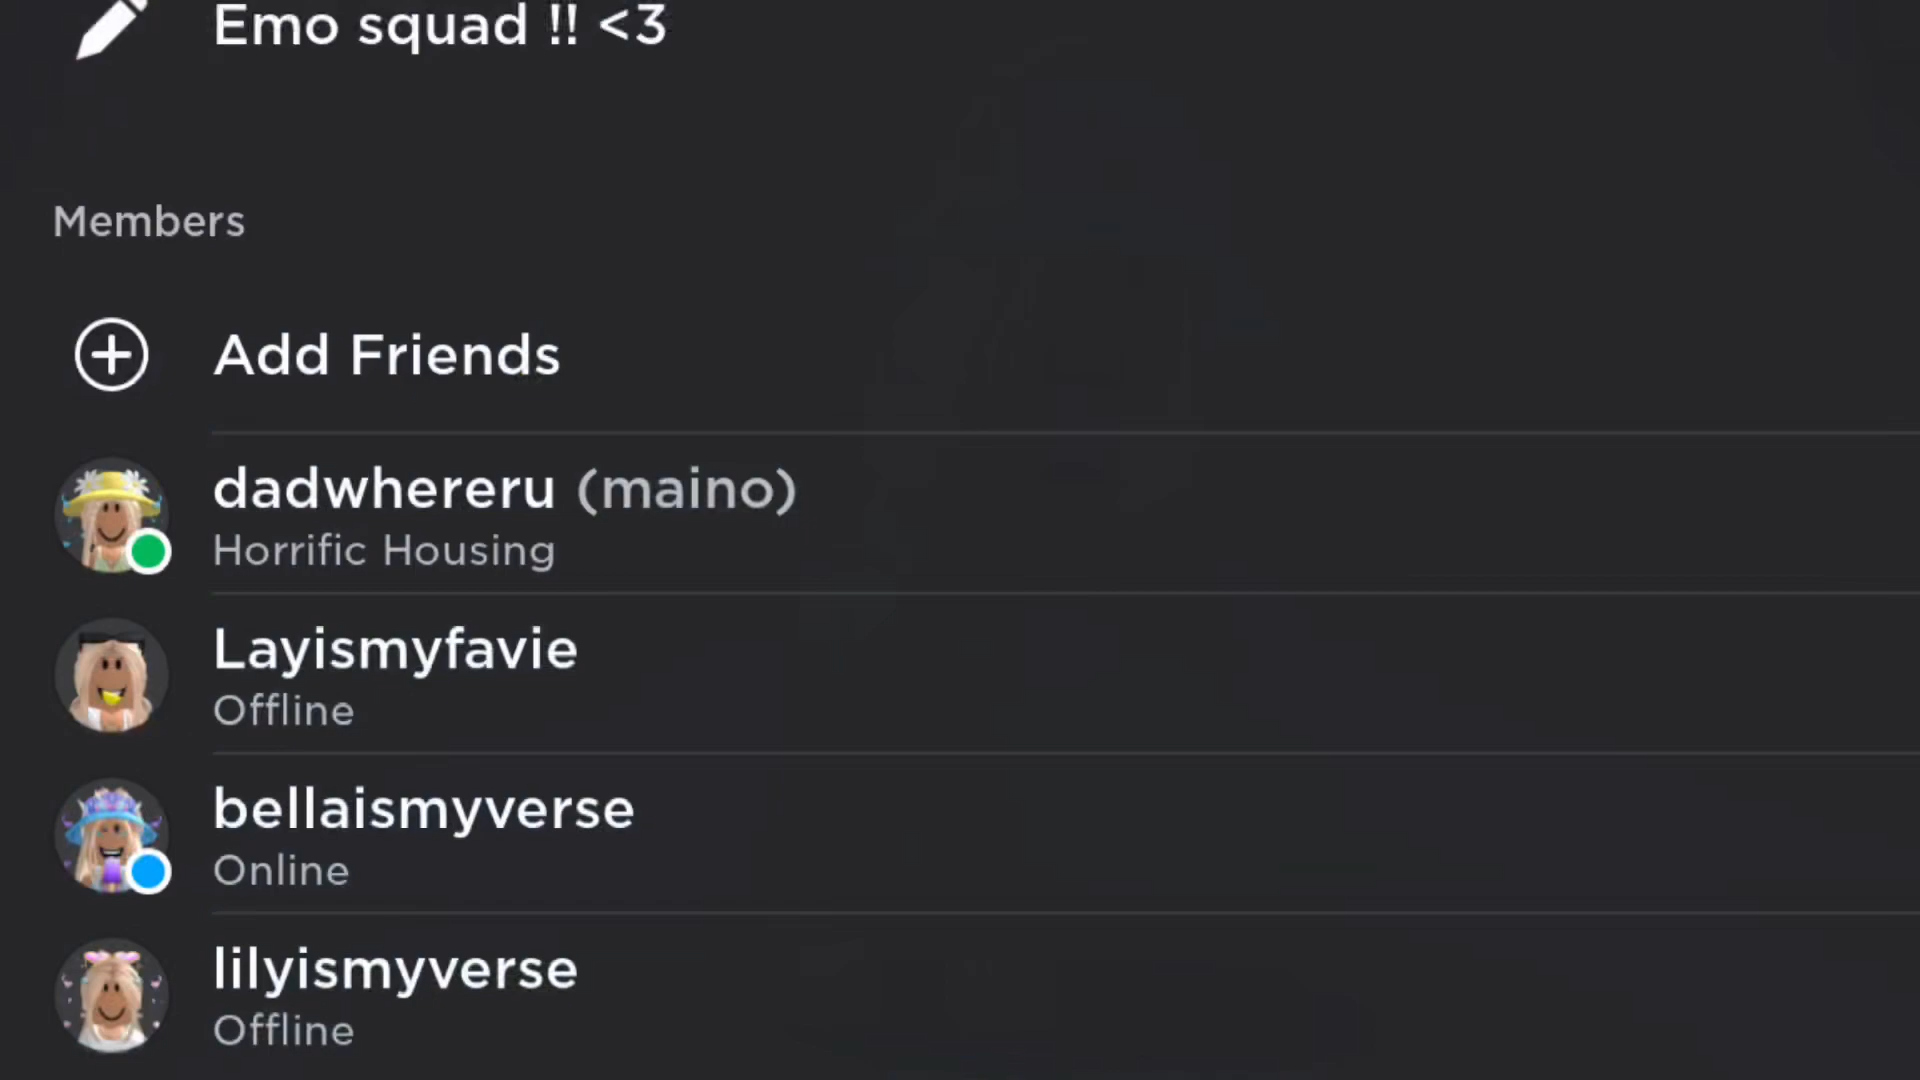 Emo squad !! <3
Members
Add Friends
dadwhereru (maino)
Horrific Housing
Layismyfavie
Offline
bellaismyverse
Online
lilyismyverse
Offline